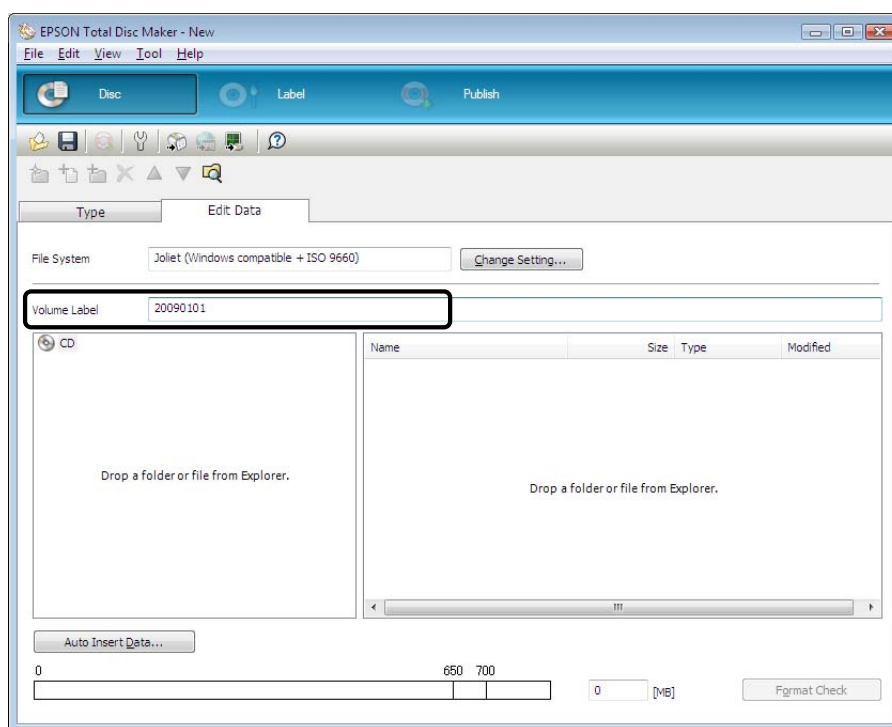 EPSON Total Disc Maker - New
File Edit View Tool Help
Disc Label Publish
Type Edit Data
File System Joliet (Windows compatible + ISO 9660) Change Setting...
Volume Label 20090101
CD
Name Size Type Modified
Drop a folder or file from Explorer.
Drop a folder or file from Explorer.
Auto Insert Data...
0 650 700
0 [MB] Format Check